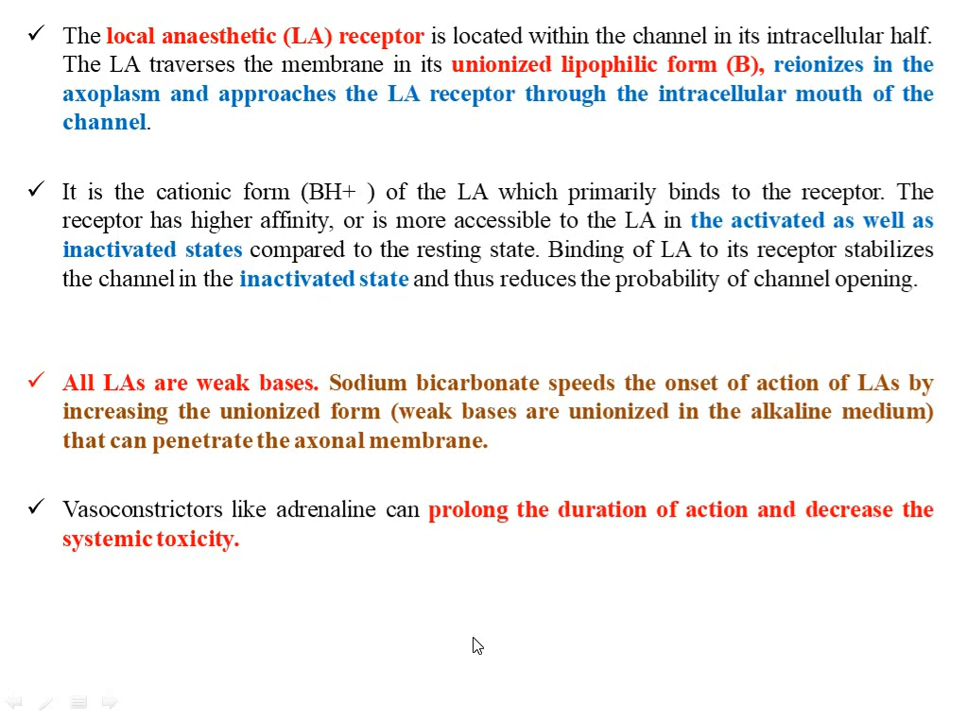 ✓ The local anaesthetic (LA) receptor is located within the channel in its intracellular half.
The LA traverses the membrane in its unionized lipophilic form (B), reionizes in the
axoplasm and approaches the LA receptor through the intracellular mouth of the
channel.
✓ It is the cationic form (BH+ ) of the LA which primarily binds to the receptor. The
receptor has higher affinity, or is more accessible to the LA in the activated as well as
inactivated states compared to the resting state. Binding of LA to its receptor stabilizes
the channel in the inactivated state and thus reduces the probability of channel opening.
✓ All LAs are weak bases. Sodium bicarbonate speeds the onset of action of LAs by
increasing the unionized form (weak bases are unionized in the alkaline medium)
that can penetrate the axonal membrane.
✓ Vasoconstrictors like adrenaline can prolong the duration of action and decrease the
systemic toxicity.